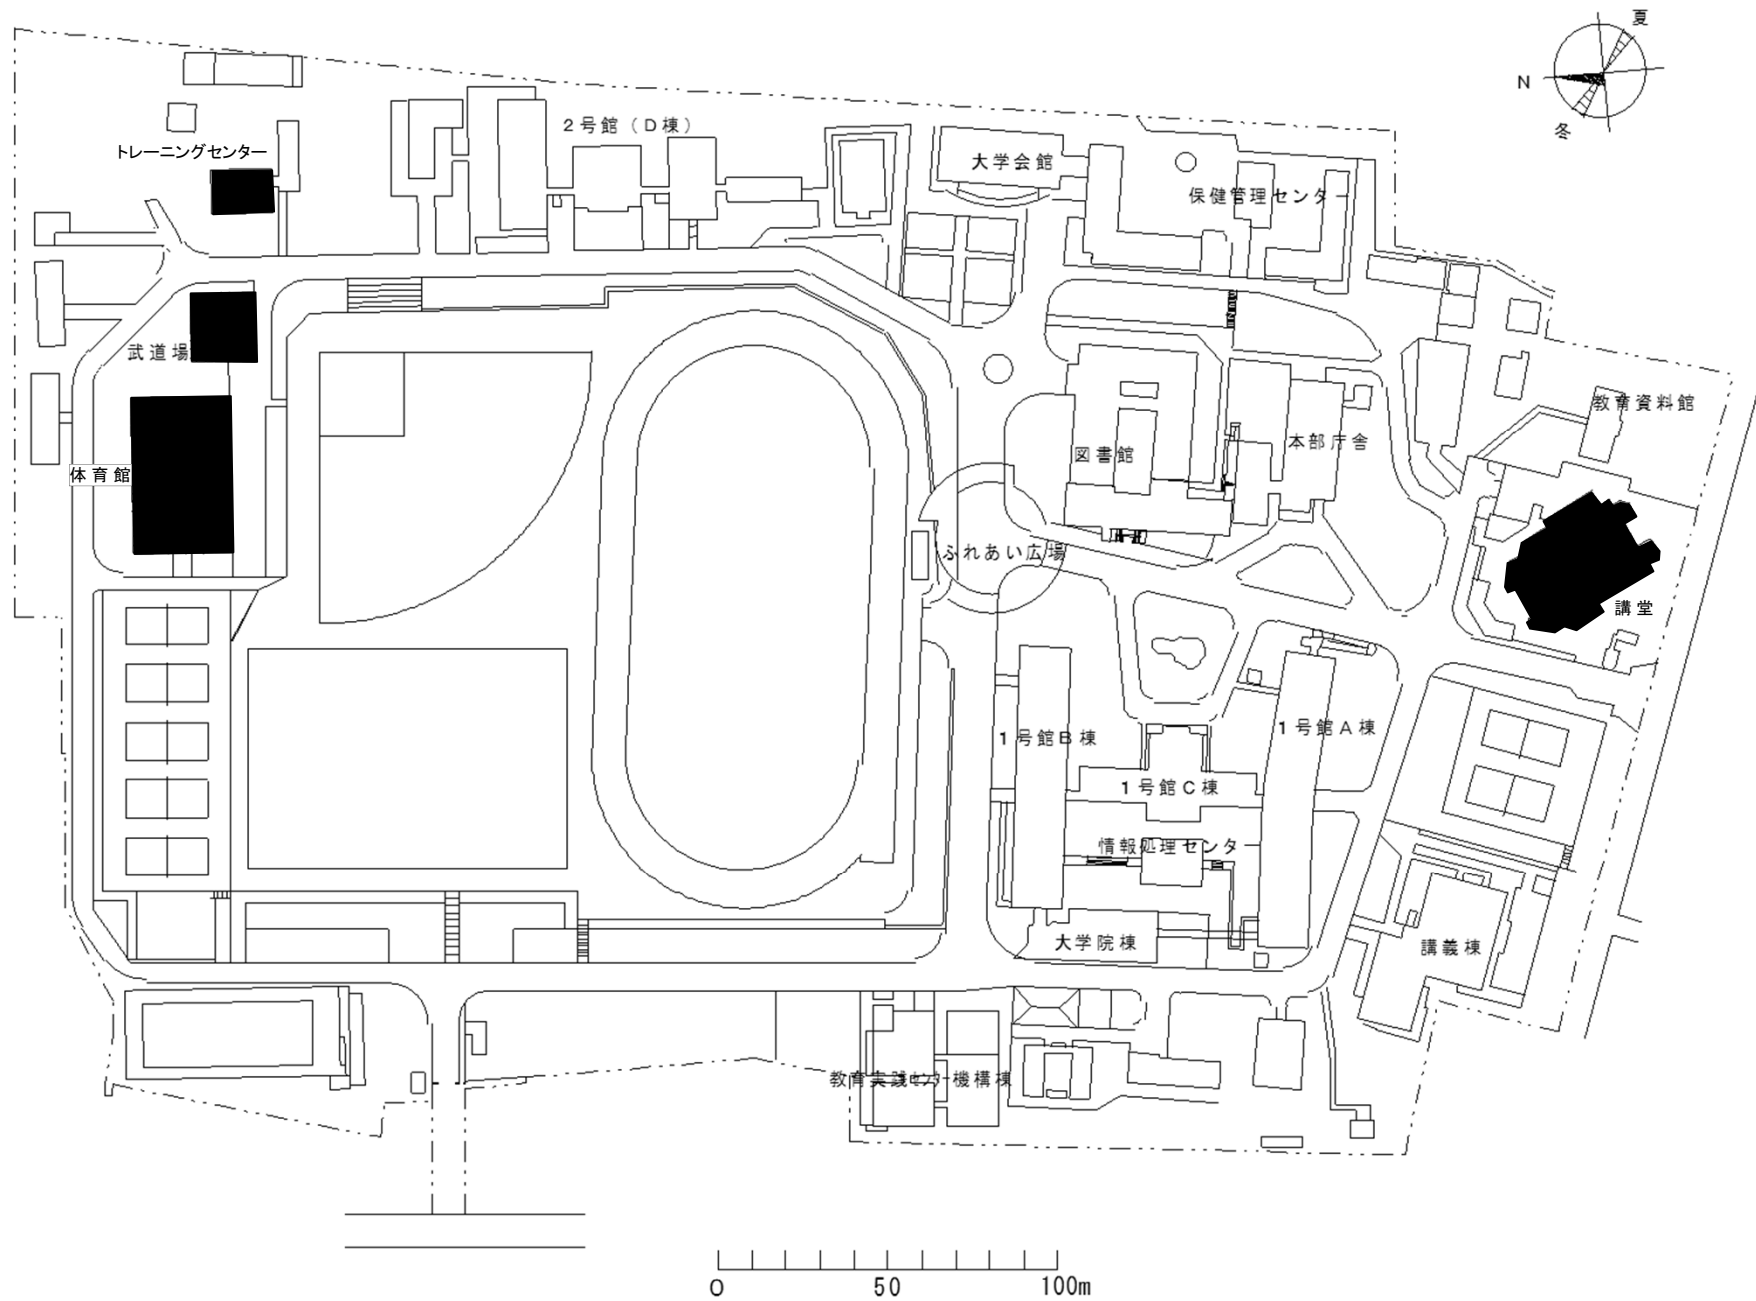 夏
N
冬
2号館（D棟）
トレーニングセンター
大学会館
保健管理センター
武道場
教育資料館
体育館
図書館
本部庁舎
ふれあい広場
講堂
1号館B棟
1号館A棟
1号館C棟
情報処理センター
大学院棟
講義棟
教育実践センター機構棟
0 50 100m